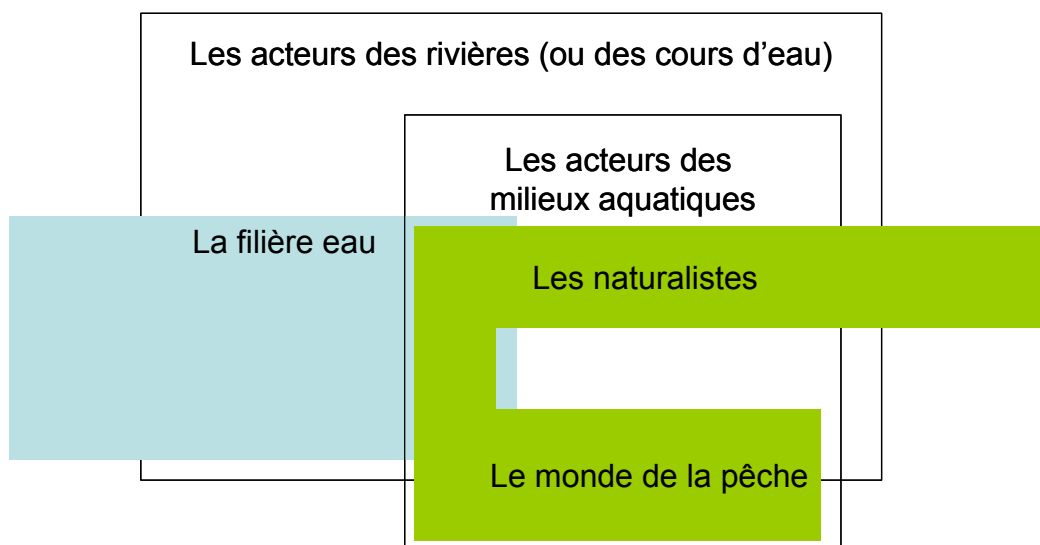 Les acteurs des rivières (ou des cours d’eau)
Les acteurs des
milieux aquatiques
La filière eau
Les naturalistes
Le monde de la pêche